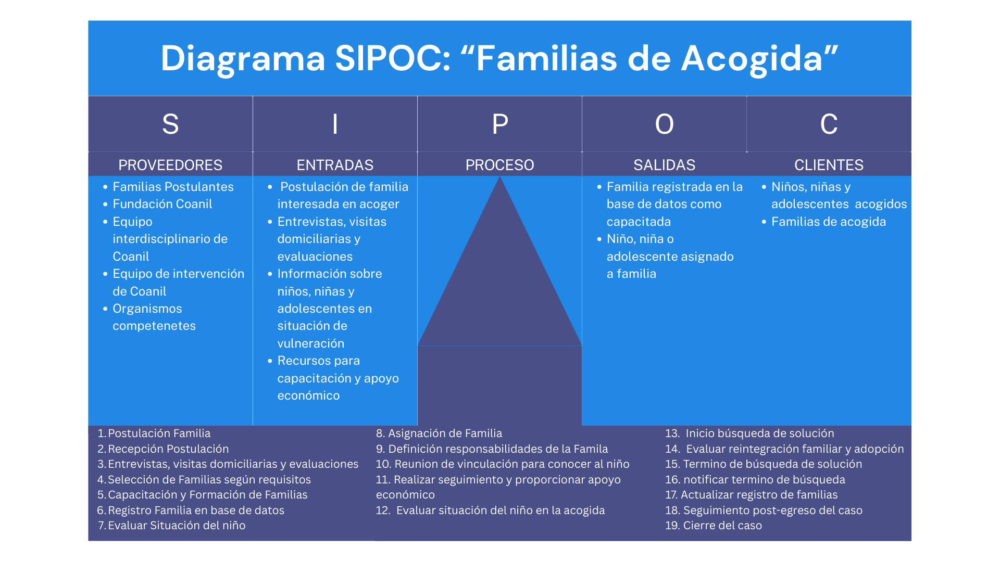 Diagrama SIPOC: “Familias de Acogida”
S
I
P
O
C
PROVEEDORES
ENTRADAS
PROCESO
SALIDAS
CLIENTES
• Familias Postulantes
• Fundación Coanil
• Equipo
interdisciplinario de
Coanil
• Equipo de intervención
de Coanil
• Organismos
competenetes
• Postulación de familia
interesada en acoger
• Entrevistas, visitas
domiciliarias y
evaluaciones
• Información sobre
niños, niñas y
adolescentes en
situación de
vulneración
• Recursos para
capacitación y apoyo
económico
• Familia registrada en la
base de datos como
capacitada
• Niño, niña o
adolescente asignado
a familia
• Niños, niñas y
adolescentes acogidos
• Familias de acogida
1. Postulación Familia
2. Recepción Postulación
3. Entrevistas, visitas domiciliarias y evaluaciones
4. Selección de Familias según requisitos
5. Capacitación y Formación de Familias
6. Registro Familia en base de datos
7. Evaluar Situación del niño
8. Asignación de Familia
9. Definición responsabilidades de la Famila
10. Reunion de vinculación para conocer al niño
11. Realizar seguimiento y proporcionar apoyo
económico
12. Evaluar situación del niño en la acogida
13. Inicio búsqueda de solución
14. Evaluar reintegración familiar y adopción
15. Termino de búsqueda de solución
16. notificar termino de búsqueda
17. Actualizar registro de familias
18. Seguimiento post-egreso del caso
19. Cierre del caso